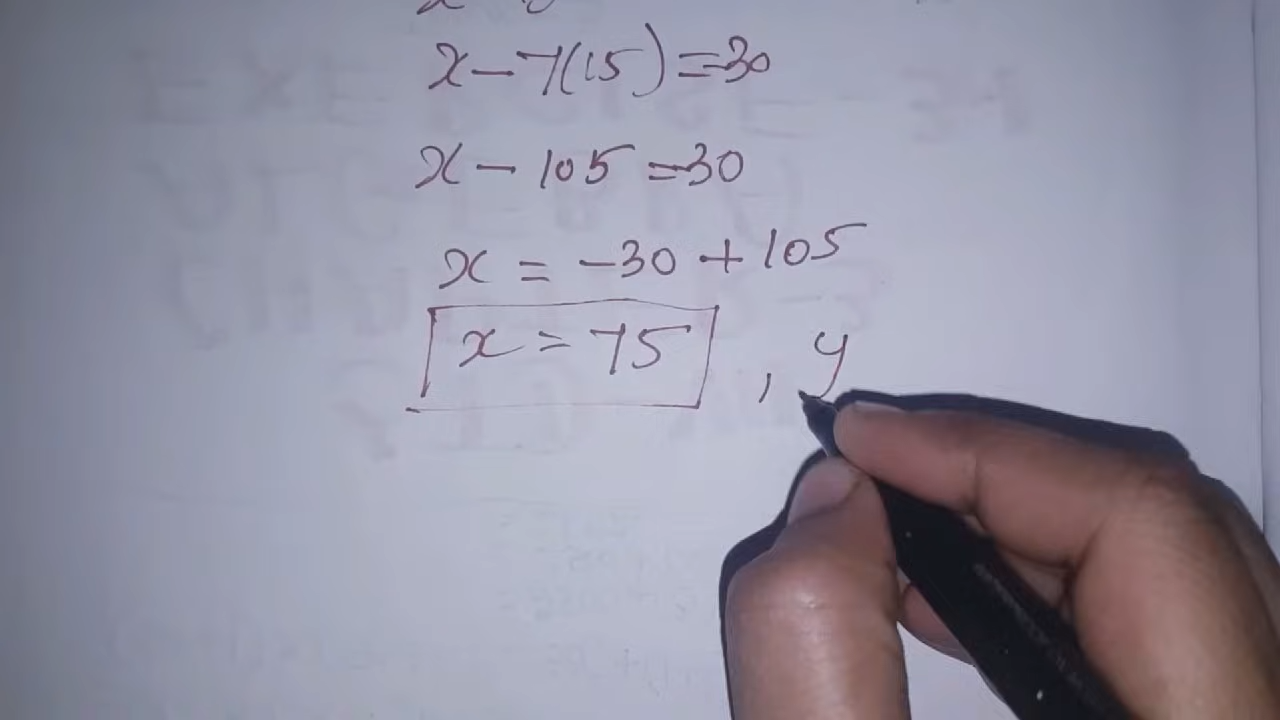 x - 7(15) =-30
x - 105 =-30
x = -30 + 105
x = 75 , y